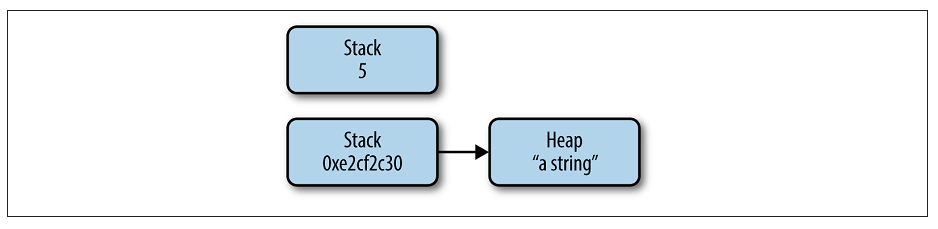 Stack
5
Stack
0xe2cf2c30
Heap
“a string”